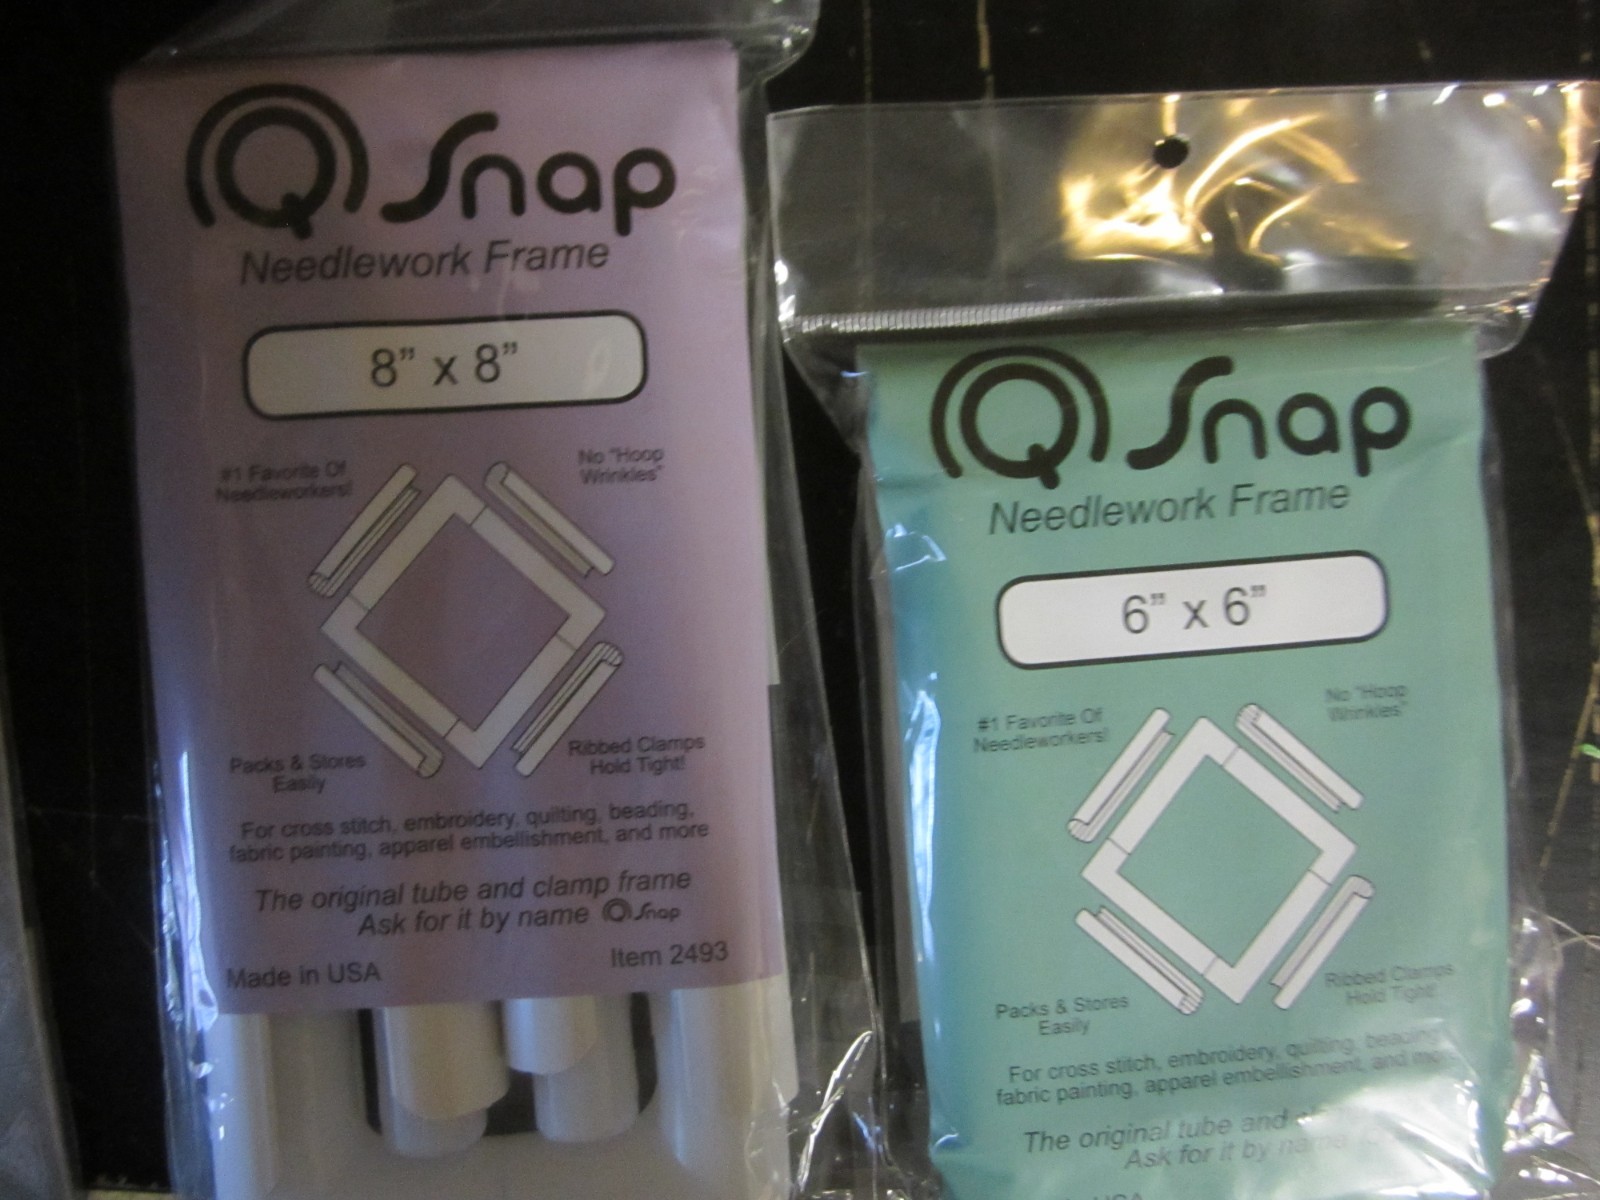 Q Snap
Needlework Frame
8” x 8”
#1 Favorite Of
Needleworkers!
No "Hoop
Wrinkles"
Packs & Stores
Easily
Ribbed Clamps
Hold Tight!
For cross stitch, embroidery, quilting, beading,
fabric painting, apparel embellishment, and more
The original tube and clamp frame
Ask for it by name Q Snap
Item 2493
Made in USA
Q Snap
Needlework Frame
6” x 6”
#1 Favorite Of
Needleworkers!
No "Hoop
Wrinkles"
Packs & Stores
Easily
Ribbed Clamps
Hold Tight!
For cross stitch, embroidery, quilting, beading,
fabric painting, apparel embellishment, and more
The original tube and
Ask for it by name
USA